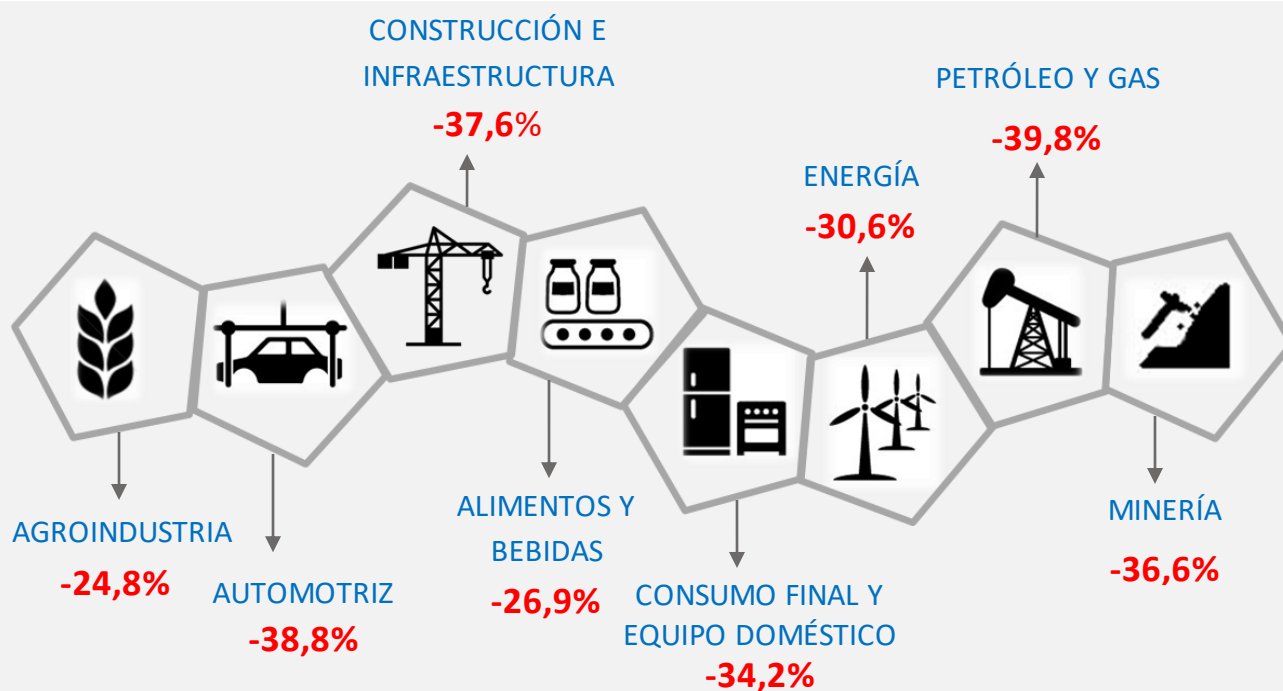 CONSTRUCCIÓN E
INFRAESTRUCTURA
-37,6%
PETRÓLEO Y GAS
-39,8%
ENERGÍA
-30,6%
AGROINDUSTRIA
-24,8%
AUTOMOTRIZ
-38,8%
ALIMENTOS Y
BEBIDAS
-26,9%
CONSUMO FINAL Y
EQUIPO DOMÉSTICO
-34,2%
MINERÍA
-36,6%